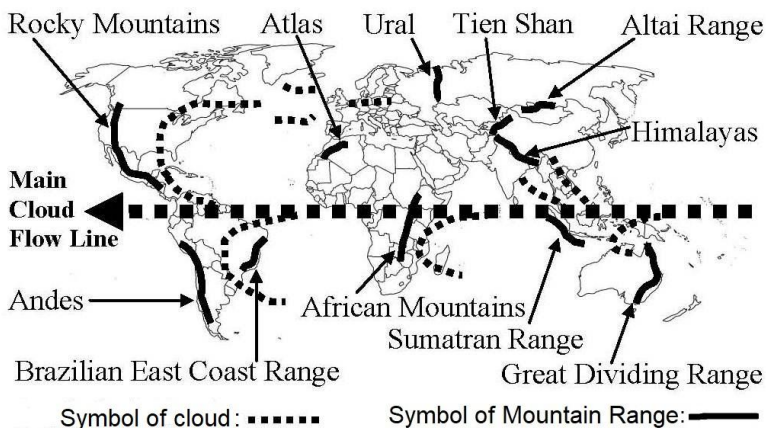 Rocky Mountains Atlas Ural Tien Shan Altai Range
Himalayas
Main
Cloud
Flow Line
Andes
African Mountains
Sumatran Range
Brazilian East Coast Range
Great Dividing Range
Symbol of cloud:
Symbol of Mountain Range: